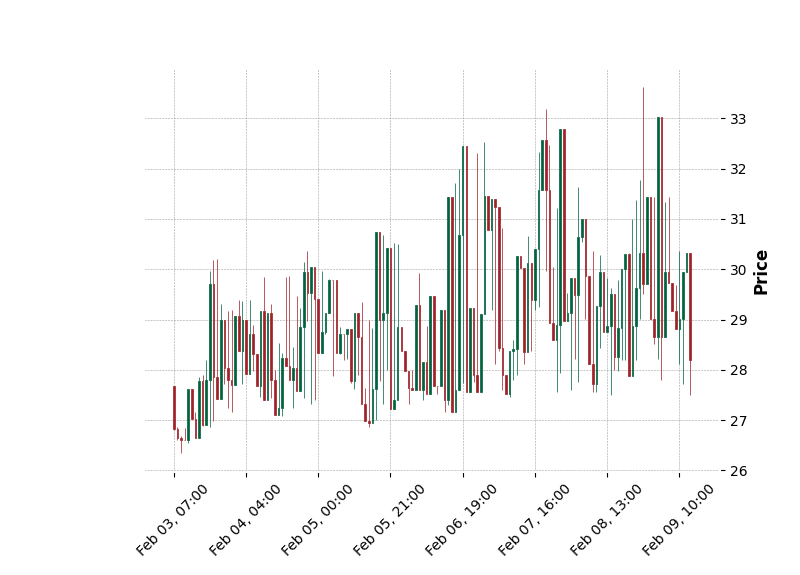 33
32
31
30
29
28
27
26
Price
Feb 03, 07:00
Feb 04, 04:00
Feb 05, 00:00
Feb 05, 21:00
Feb 06, 19:00
Feb 07, 16:00
Feb 08, 13:00
Feb 09, 10:00